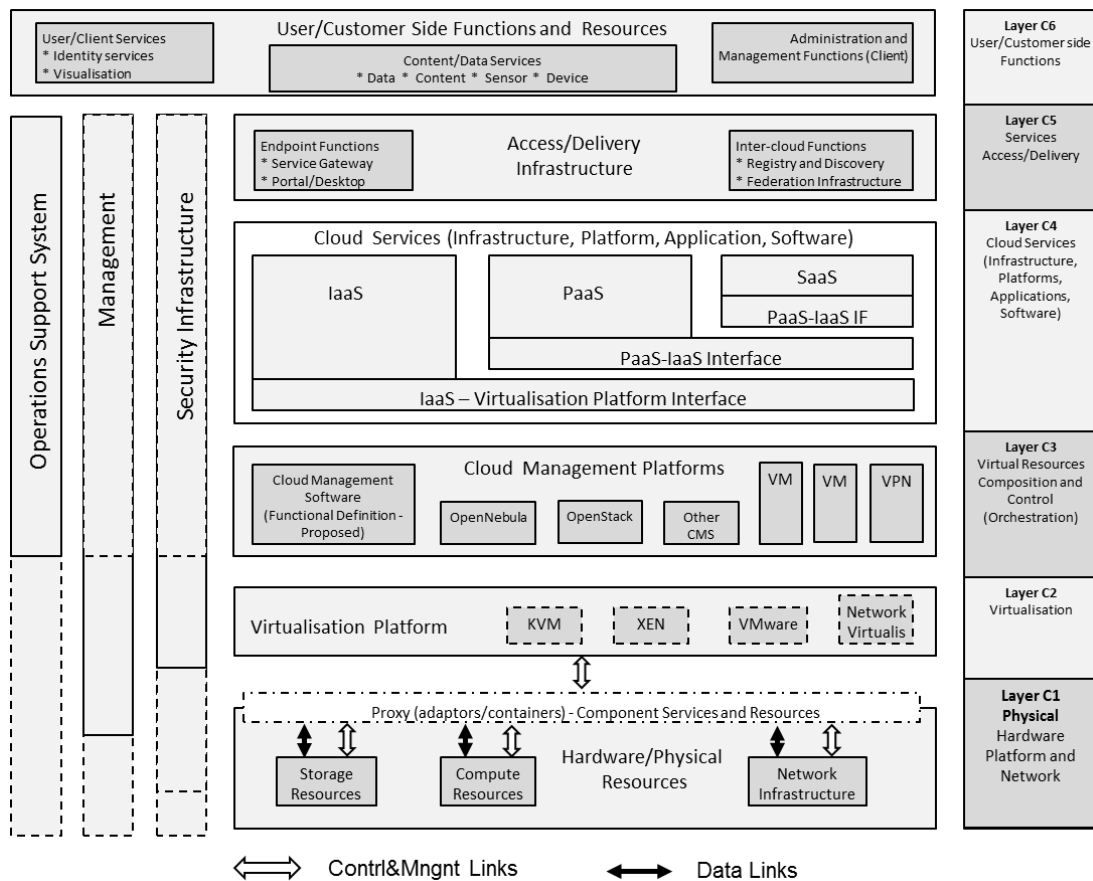 User/Customer Side Functions and Resources
User/Client Services
* Identity services
* Visualisation
Content/Data Services
* Data * Content * Sensor * Device
Administration and
Management Functions (Client)
Layer C6
User/Customer side
Functions
Operations Support System
Management
Security Infrastructure
Endpoint Functions
* Service Gateway
* Portal/Desktop
Access/Delivery
Infrastructure
Inter-cloud Functions
* Registry and Discovery
* Federation Infrastructure
Layer C5
Services
Access/Delivery
Cloud Services (Infrastructure, Platform, Application, Software)
IaaS
PaaS
SaaS
PaaS-IaaS IF
PaaS-IaaS Interface
IaaS – Virtualisation Platform Interface
Layer C4
Cloud Services
(Infrastructure,
Platforms,
Applications,
Software)
Cloud Management Platforms
Cloud Management
Software
(Functional Definition -
Proposed)
OpenNebula
OpenStack
Other
CMS
VM
VM
VPN
Layer C3
Virtual Resources
Composition and
Control
(Orchestration)
Virtualisation Platform
KVM
XEN
VMware
Network
Virtualis
Layer C2
Virtualisation
Proxy (adaptors/containers) - Component Services and Resources
Hardware/Physical
Resources
Storage
Resources
Compute
Resources
Network
Infrastructure
Layer C1
Physical
Hardware
Platform and
Network
Contrl&Mngnt Links
Data Links